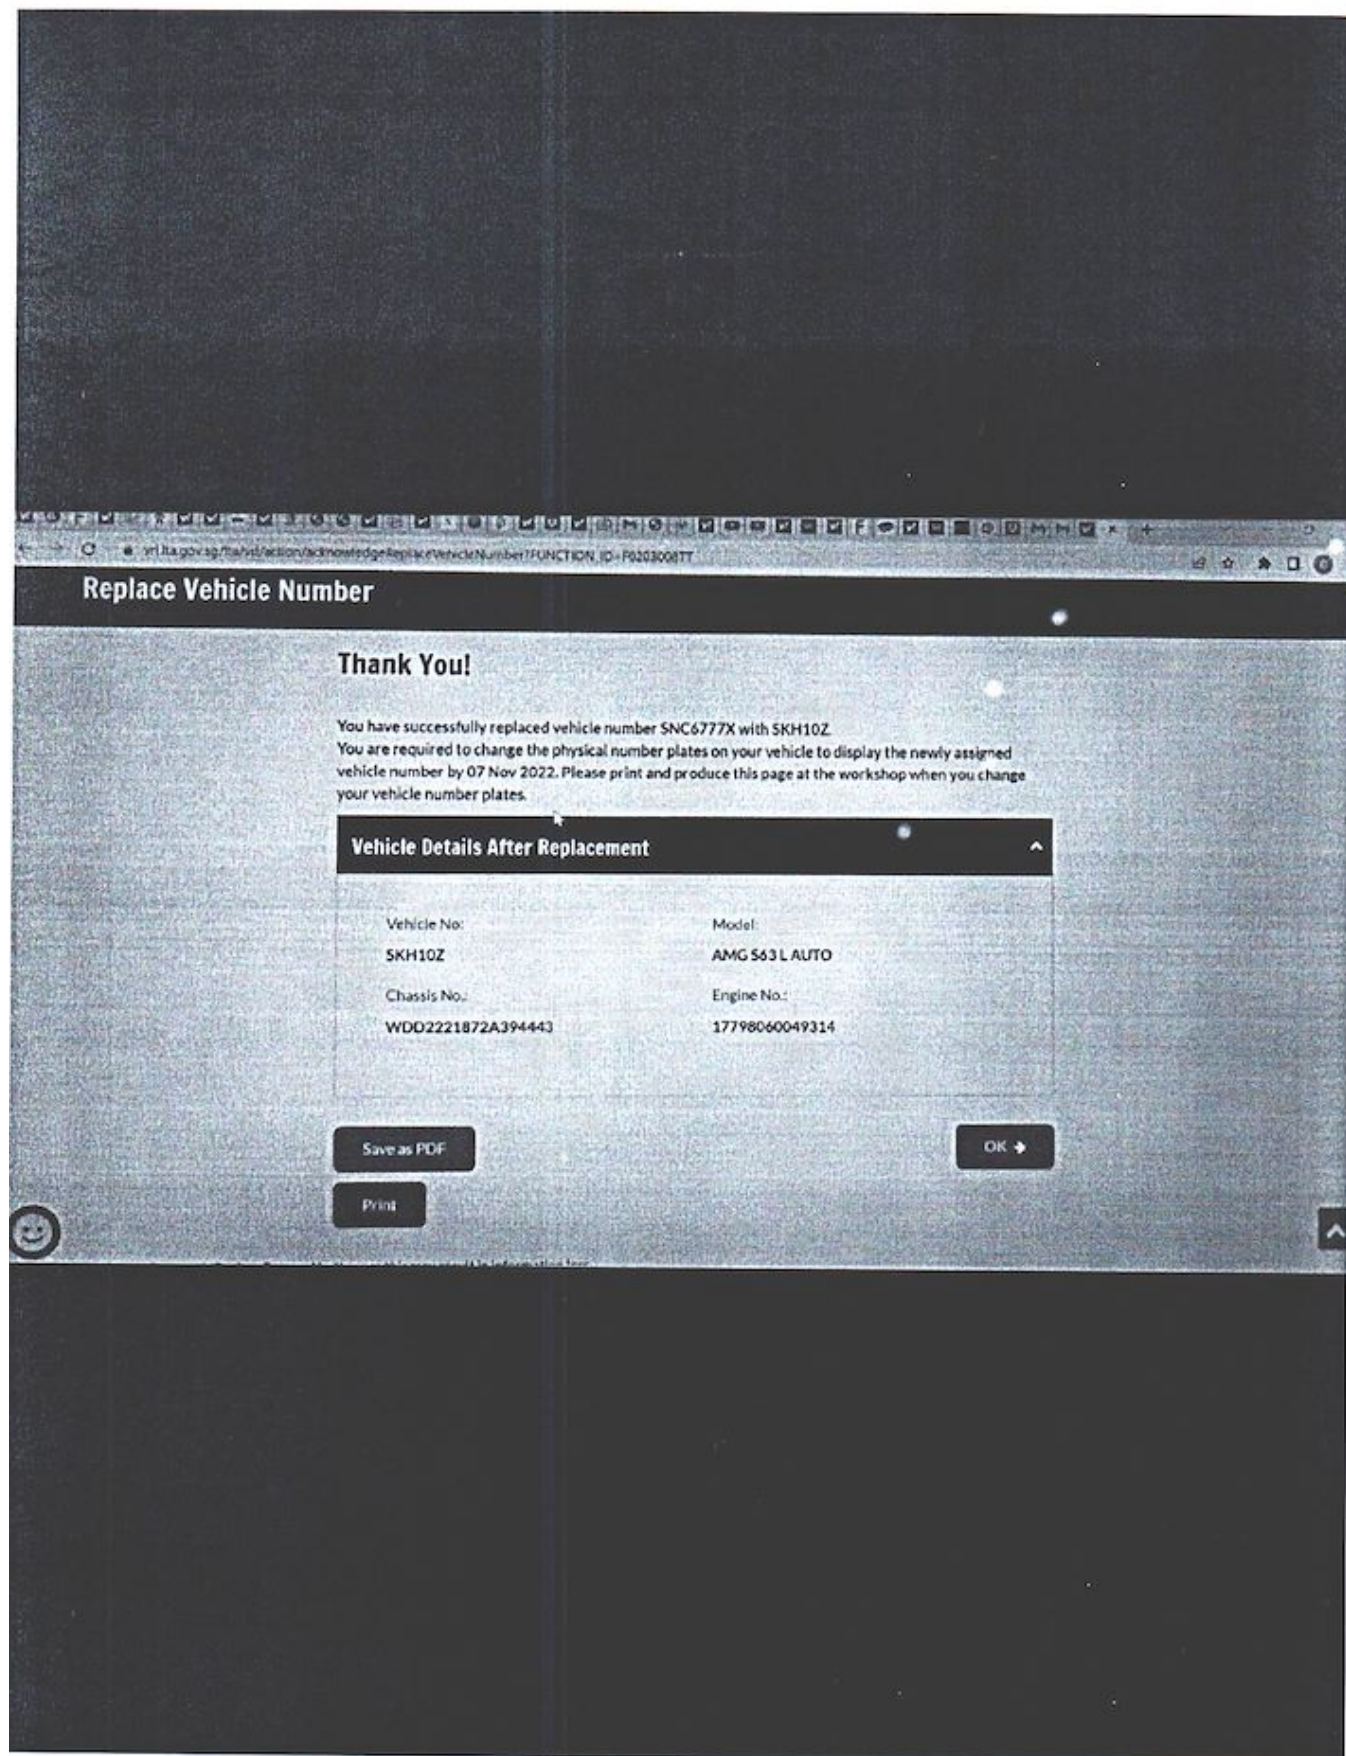 Replace Vehicle Number
Thank You!
You have successfully replaced vehicle number SNC6777X with SKH10Z.
You are required to change the physical number plates on your vehicle to display the newly assigned
vehicle number by 07 Nov 2022. Please print and produce this page at the workshop when you change
your vehicle number plates.
Vehicle Details After Replacement
Vehicle No:
SKH10Z
Model:
AMG S63 L AUTO
Chassis No.:
WDD2221872A394443
Engine No.:
17798060049314
Save as PDF
OK
Print